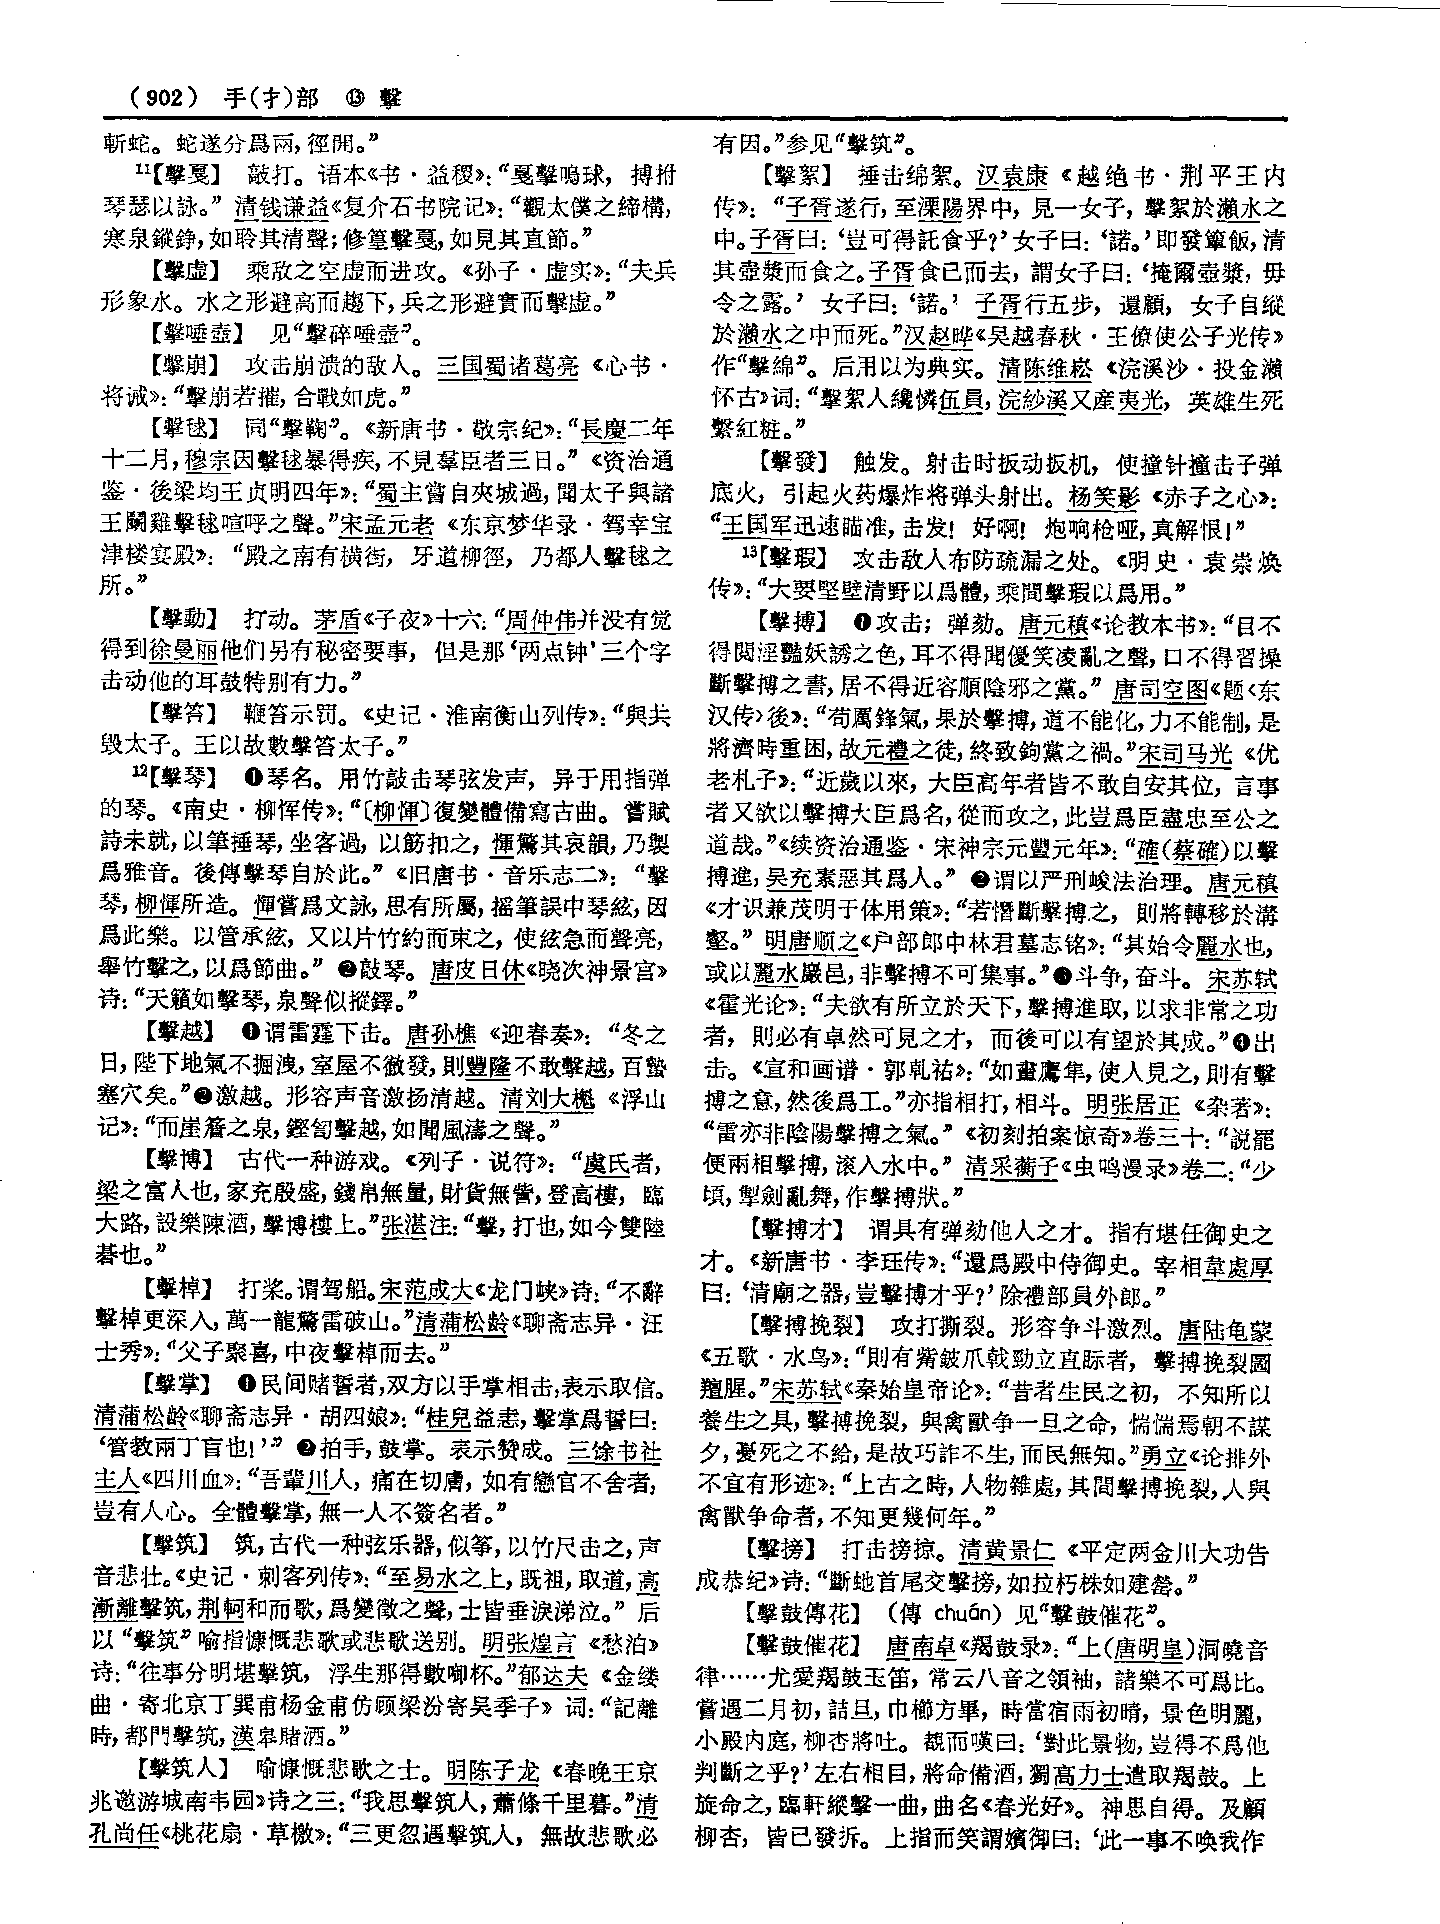 （902） 手（扌）部 ⑬ 擊
斬蛇。蛇遂分爲兩，徑開。”
¹¹【擊戛】 敲打。语本《书·益稷》：“戛擊鳴球，搏拊
琴瑟以詠。” 清钱谦益《复介石书院记》：“觀太僕之締構，
寒泉鏦錚，如聆其清聲；修篁擊戛，如見其直節。”
【擊虚】 乘敌之空虚而进攻。《孙子·虚实》：“夫兵
形象水。水之形避高而趨下，兵之形避實而擊虚。”
【擊唾壺】 见“擊碎唾壺”。
【擊崩】 攻击崩溃的敌人。三国蜀诸葛亮《心书·
将诫》：“擊崩若摧，合戰如虎。”
【擊毬】 同“擊鞠”。《新唐书·敬宗纪》：“長慶二年
十二月，穆宗因擊毬暴得疾，不見羣臣者三日。”《资治通
鉴·後梁均王贞明四年》：“蜀主嘗自夾城過，聞太子與諸
王鬭雞擊毬喧呼之聲。”宋孟元老《东京梦华录·驾幸宝
津楼宴殿》：“殿之南有横街，牙道柳徑，乃都人擊毬之
所。”
【擊動】 打动。茅盾《子夜》十六：“周仲伟并没有觉
得到徐曼丽他们另有秘密要事，但是那‘两点钟’三个字
击动他的耳鼓特别有力。”
【擊笞】 鞭笞示罚。《史记·淮南衡山列传》：“與共
毁太子。王以故數擊笞太子。”
¹²【擊琴】 ❶琴名。用竹敲击琴弦发声，异于用指弹
的琴。《南史·柳恽传》：“〔柳惲〕復變體備寫古曲。嘗賦
詩未就，以筆捶琴，坐客過，以筯扣之，惲驚其哀韻，乃製
爲雅音。後傳擊琴自於此。”《旧唐书·音乐志二》：“擊
琴，柳惲所造。惲嘗爲文詠，思有所屬，摇筆誤中琴絃，因
爲此樂。以管承絃，又以片竹約而束之，使絃急而聲亮，
舉竹擊之，以爲節曲。”❷敲琴。唐皮日休《晓次神景宫》
诗：“天籟如擊琴，泉聲似摐鐸。”
【擊越】 ❶谓雷霆下击。唐孙樵《迎春奏》：“冬之
日，陛下地氣不掘洩，室屋不徹發，則豐隆不敢擊越，百蟄
塞穴矣。”❷激越。形容声音激扬清越。清刘大櫆《浮山
记》：“而崖簷之泉，鏗訇擊越，如聞風濤之聲。”
【擊博】 古代一种游戏。《列子·说符》：“虞氏者，
梁之富人也，家充殷盛，錢帛無量，財貨無訾，登高樓，臨
大路，設樂陳酒，擊博樓上。”张湛注：“擊，打也，如今雙陸
碁也。”
【擊棹】 打桨。谓驾船。宋范成大《龙门峡》诗：“不辭
擊棹更深入，萬一龍驚雷破山。”清蒲松龄《聊斋志异·汪
士秀》：“父子聚喜，中夜擊棹而去。”
【擊掌】 ❶民间赌誓者，双方以手掌相击，表示取信。
清蒲松龄《聊斋志异·胡四娘》：“桂兒益恚，擊掌爲誓曰：
‘管教兩丁盲也！’” ❷拍手，鼓掌。表示赞成。三馀书社
主人《四川血》：“吾輩川人，痛在切膚，如有戀官不舍者，
豈有人心。全體擊掌，無一人不簽名者。”
【擊筑】 筑，古代一种弦乐器，似筝，以竹尺击之，声
音悲壮。《史记·刺客列传》：“至易水之上，既祖，取道，高
漸離擊筑，荆軻和而歌，爲變徵之聲，士皆垂淚涕泣。” 后
以“擊筑”喻指慷慨悲歌或悲歌送别。明张煌言《愁泊》
诗：“往事分明堪擊筑，浮生那得數啣杯。”郁达夫《金缕
曲·寄北京丁巽甫杨金甫仿顾梁汾寄吴季子》词：“記離
時，都門擊筑，漢皋賭酒。”
【擊筑人】 喻慷慨悲歌之士。明陈子龙《春晚王京
兆邀游城南韦园》诗之三：“我思擊筑人，蕭條千里暮。”清
孔尚任《桃花扇·草檄》：“三更忽遇擊筑人，無故悲歌必
有因。”参见“擊筑”。
【擊絮】 捶击绵絮。汉袁康《越绝书·荆平王内
传》：“子胥遂行，至溧陽界中，見一女子，擊絮於瀨水之
中。子胥曰：‘豈可得託食乎？’女子曰：‘諾。’即發簞飯，清
其壺漿而食之。子胥食已而去，謂女子曰：‘掩爾壺漿，毋
令之露。’ 女子曰：‘諾。’ 子胥行五步，還顧，女子自縱
於瀨水之中而死。”汉赵晔《吴越春秋·王僚使公子光传》
作“擊綿”。后用以为典实。清陈维崧《浣溪沙·投金濑
怀古》词：“擊絮人纔憐伍員，浣紗溪又産夷光，英雄生死
繫紅粧。”
【擊發】 触发。射击时扳动扳机，使撞针撞击子弹
底火，引起火药爆炸将弹头射出。杨笑影《赤子之心》：
“王国军迅速瞄准，击发！好啊！炮响枪哑，真解恨！”
¹³【擊瑕】 攻击敌人布防疏漏之处。《明史·袁崇焕
传》：“大要堅壁清野以爲體，乘間擊瑕以爲用。”
【擊搏】 ❶攻击；弹劾。唐元稹《论教本书》：“目不
得閲淫豔妖誘之色，耳不得聞優笑凌亂之聲，口不得習操
斷擊搏之書，居不得近容順陰邪之黨。” 唐司空图《题〈东
汉传〉後》：“苟厲鋒氣，果於擊搏，道不能化，力不能制，是
將濟時重困，故元禮之徒，終致鉤黨之禍。”宋司马光《优
老札子》：“近歲以來，大臣高年者皆不敢自安其位，言事
者又欲以擊搏大臣爲名，從而攻之，此豈爲臣盡忠至公之
道哉。”《续资治通鉴·宋神宗元豐元年》：“確（蔡確）以擊
搏進，吴充素惡其爲人。” ❷谓以严刑峻法治理。唐元稹
《才识兼茂明于体用策》：“若憯斷擊搏之，則將轉移於溝
壑。” 明唐顺之《户部郎中林君墓志铭》：“其始令麗水也，
或以麗水巖邑，非擊搏不可集事。”❸斗争，奋斗。宋苏轼
《霍光论》：“夫欲有所立於天下，擊搏進取，以求非常之功
者，則必有卓然可見之才，而後可以有望於其成。”❹出
击。《宣和画谱·郭乹祐》：“如畫鷹隼，使人見之，則有擊
搏之意，然後爲工。”亦指相打，相斗。明张居正《杂著》：
“雷亦非陰陽擊搏之氣。”《初刻拍案惊奇》卷三十：“説罷
便兩相擊搏，滚入水中。” 清采蘅子《虫鸣漫录》卷二：“少
頃，掣劍亂舞，作擊搏狀。”
【擊搏才】 谓具有弹劾他人之才。指有堪任御史之
才。《新唐书·李珏传》：“還爲殿中侍御史。宰相韋處厚
曰：‘清廟之器，豈擊搏才乎？’除禮部員外郎。”
【擊搏挽裂】 攻打撕裂。形容争斗激烈。唐陆龟蒙
《五歌·水鸟》：“則有觜鈹爪戟勁立直眎者，擊搏挽裂圖
羶腥。”宋苏轼《秦始皇帝论》：“昔者生民之初，不知所以
養生之具，擊搏挽裂，與禽獸争一旦之命，惴惴焉朝不謀
夕，憂死之不給，是故巧詐不生，而民無知。”勇立《论排外
不宜有形迹》：“上古之時，人物雜處，其間擊搏挽裂，人與
禽獸争命者，不知更幾何年。”
【擊搒】 打击搒掠。清黄景仁《平定两金川大功告
成恭纪》诗：“斷虵首尾交擊搒，如拉朽株如建瓴。”
【擊鼓傳花】 （傳 chuán）见“擊鼓催花”。
【擊鼓催花】 唐南卓《羯鼓录》：“上（唐明皇）洞曉音
律……尤愛羯鼓玉笛，常云八音之領袖，諸樂不可爲比。
嘗遇二月初，詰旦，巾櫛方畢，時當宿雨初晴，景色明麗，
小殿内庭，柳杏將吐。覩而嘆曰：‘對此景物，豈得不爲他
判斷之乎？’左右相目，將命備酒，獨高力士遣取羯鼓。上
旋命之，臨軒縱擊一曲，曲名《春光好》。神思自得。及顧
柳杏，皆已發拆。上指而笑謂嬪御曰：‘此一事不唤我作